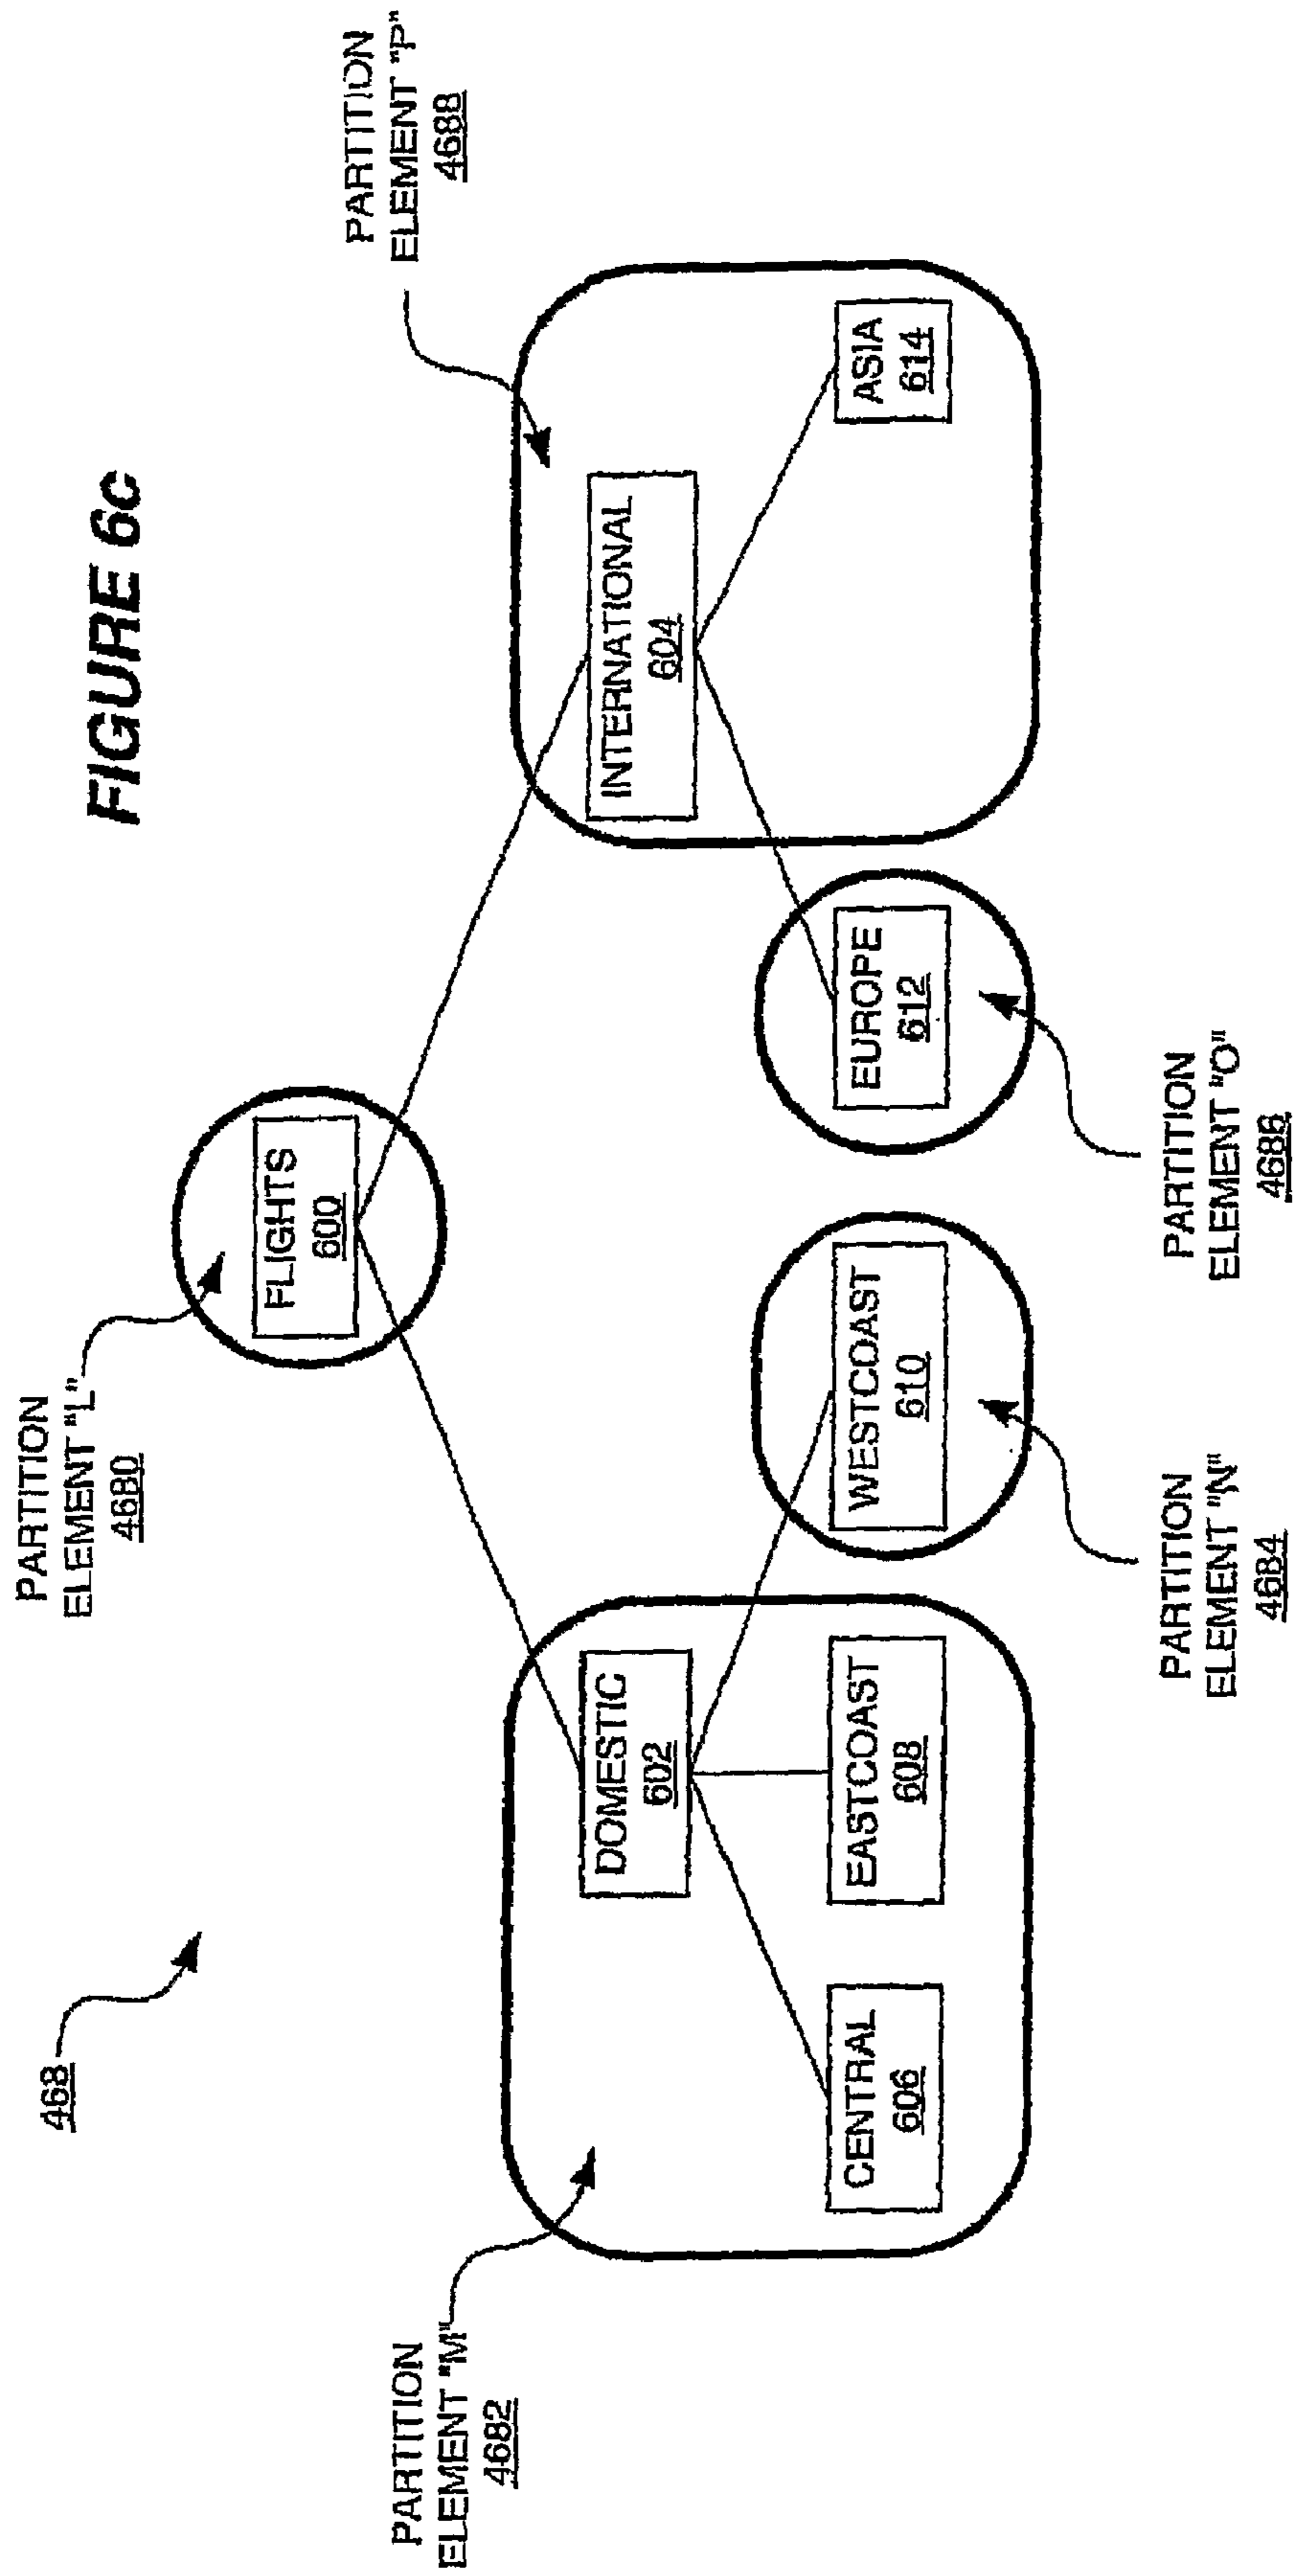 FIGURE 6c
468
PARTITION
ELEMENT "L"
4680
PARTITION
ELEMENT "P"
4688
FLIGHTS
600
PARTITION
ELEMENT "M"
4682
DOMESTIC
602
INTERNATIONAL
604
CENTRAL
606
EASTCOAST
608
WESTCOAST
610
EUROPE
612
ASIA
614
PARTITION
ELEMENT "N"
4684
PARTITION
ELEMENT "O"
4686